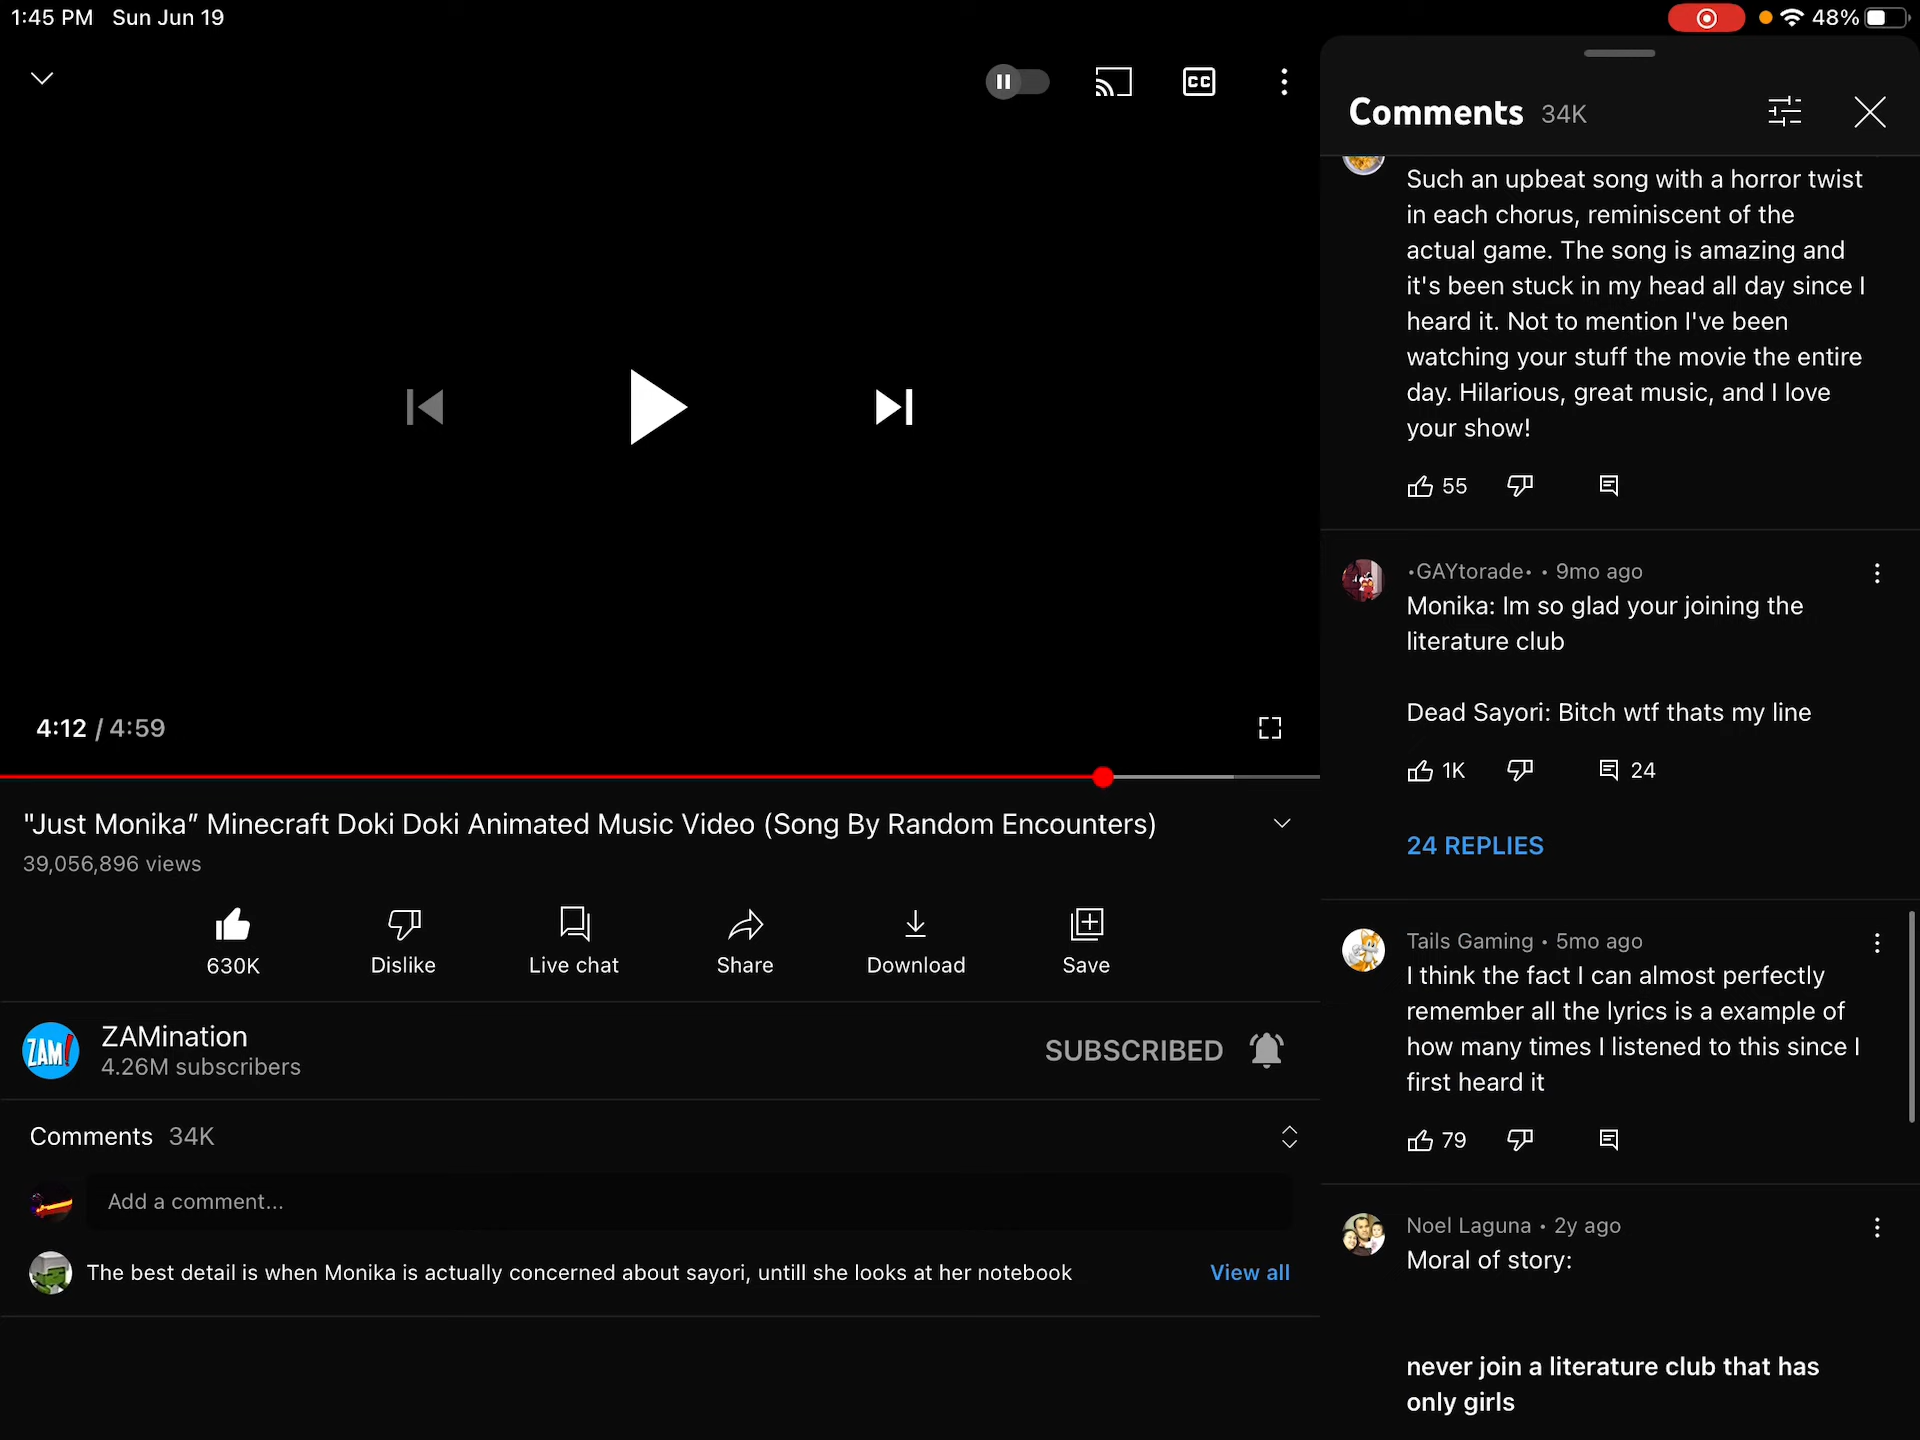 1:45 PM Sun Jun 19
48%
CC
4:12 / 4:59
"Just Monika” Minecraft Doki Doki Animated Music Video (Song By Random Encounters)
39,056,896 views
630K
Dislike
Live chat
Share
Download
Save
ZAM!
ZAMination
4.26M subscribers
SUBSCRIBED
Comments 34K
Add a comment...
The best detail is when Monika is actually concerned about sayori, untill she looks at her notebook
View all
Comments 34K
Such an upbeat song with a horror twist
in each chorus, reminiscent of the
actual game. The song is amazing and
it's been stuck in my head all day since I
heard it. Not to mention I've been
watching your stuff the movie the entire
day. Hilarious, great music, and I love
your show!
55
•GAYtorade• • 9mo ago
Monika: Im so glad your joining the
literature club
Dead Sayori: Bitch wtf thats my line
1K
24
24 REPLIES
Tails Gaming • 5mo ago
I think the fact I can almost perfectly
remember all the lyrics is a example of
how many times I listened to this since I
first heard it
79
Noel Laguna • 2y ago
Moral of story:
never join a literature club that has
only girls